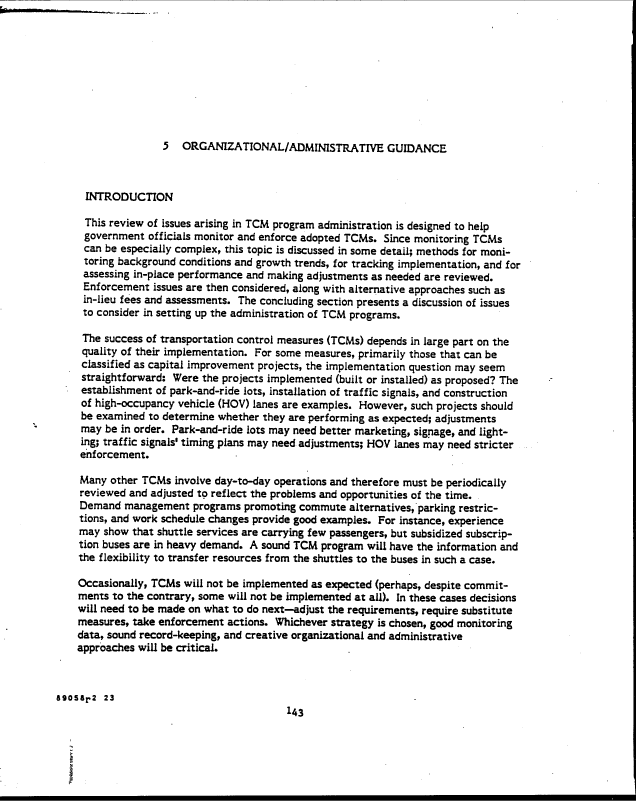 5 ORGANIZATIONAL/ADMINISTRATIVE GUIDANCE
INTRODUCTION
This review of issues arising in TCM program administration is designed to help
government officials monitor and enforce adopted TCMs. Since monitoring TCMs
can be especially complex, this topic is discussed in some detail; methods for moni-
toring background conditions and growth trends, for tracking implementation, and for
assessing in-place performance and making adjustments as needed are reviewed.
Enforcement issues are then considered, along with alternative approaches such as
in-lieu fees and assessments. The concluding section presents a discussion of issues
to consider in setting up the administration of TCM programs.
The success of transportation control measures (TCMs) depends in large part on the
quality of their implementation. For some measures, primarily those that can be
classified as capital improvement projects, the implementation question may seem
straightforward: Were the projects implemented (built or installed) as proposed? The
establishment of park-and-ride lots, installation of traffic signals, and construction
of high-occupancy vehicle (HOV) lanes are examples. However, such projects should
be examined to determine whether they are performing as expected; adjustments
may be in order. Park-and-ride lots may need better marketing, signage, and light-
ing; traffic signals' timing plans may need adjustments; HOV lanes may need stricter
enforcement.
Many other TCMs involve day-to-day operations and therefore must be periodically
reviewed and adjusted to reflect the problems and opportunities of the time.
Demand management programs promoting commute alternatives, parking restric-
tions, and work schedule changes provide good examples. For instance, experience
may show that shuttle services are carrying few passengers, but subsidized subscrip-
tion buses are in heavy demand. A sound TCM program will have the information and
the flexibility to transfer resources from the shuttles to the buses in such a case.
Occasionally, TCMs will not be implemented as expected (perhaps, despite commit-
ments to the contrary, some will not be implemented at all). In these cases decisions
will need to be made on what to do next—adjust the requirements, require substitute
measures, take enforcement actions. Whichever strategy is chosen, good monitoring
data, sound record-keeping, and creative organizational and administrative
approaches will be critical.
89058r2 23
143